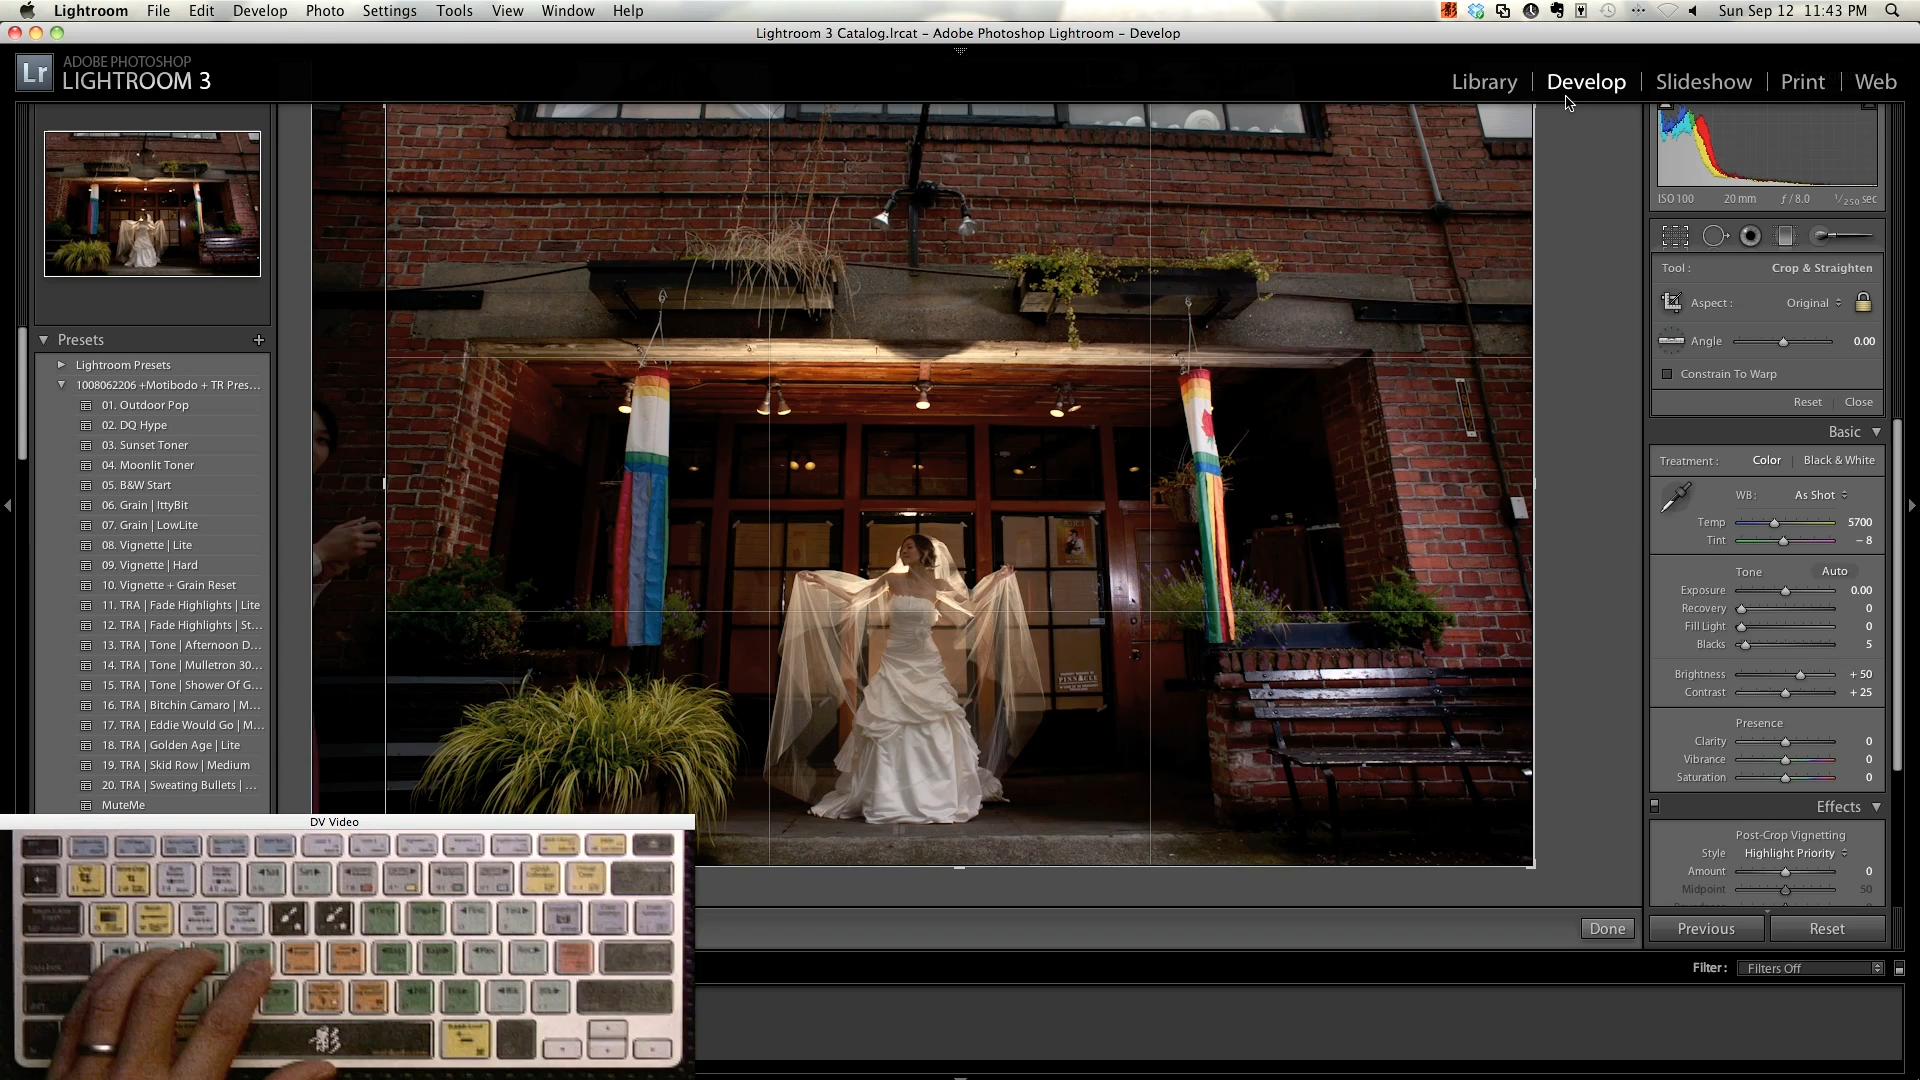 Lightroom File Edit Develop Photo Settings Tools View Window Help Sun Sep 12 11:43 PM
Lightroom 3 Catalog.lrcat – Adobe Photoshop Lightroom – Develop
Lr ADOBE PHOTOSHOP
LIGHTROOM 3
Library | Develop | Slideshow | Print | Web
ISO 100 20 mm ƒ / 8.0 1/250 sec
Tool : Crop & Straighten
Aspect : Original
Angle 0.00
Constrain To Warp
Reset Close
Basic
Treatment : Color | Black & White
WB : As Shot
Temp 5700
Tint – 8
Tone Auto
Exposure 0.00
Recovery 0
Fill Light 0
Blacks 5
Brightness + 50
Contrast + 25
Presence
Clarity 0
Vibrance 0
Saturation 0
Effects
Post-Crop Vignetting
Style Highlight Priority
Amount 0
Midpoint 50
Previous Reset
Filter : Filters Off
Done
Presets +
Lightroom Presets
1008062206 +Motibodo + TR Pres...
01. Outdoor Pop
02. DQ Hype
03. Sunset Toner
04. Moonlit Toner
05. B&W Start
06. Grain | IttyBit
07. Grain | LowLite
08. Vignette | Lite
09. Vignette | Hard
10. Vignette + Grain Reset
11. TRA | Fade Highlights | Lite
12. TRA | Fade Highlights | St...
13. TRA | Tone | Afternoon D...
14. TRA | Tone | Mulletron 30...
15. TRA | Tone | Shower Of G...
16. TRA | Bitchin Camaro | M...
17. TRA | Eddie Would Go | M...
18. TRA | Golden Age | Lite
19. TRA | Skid Row | Medium
20. TRA | Sweating Bullets | ...
MuteMe
DV Video